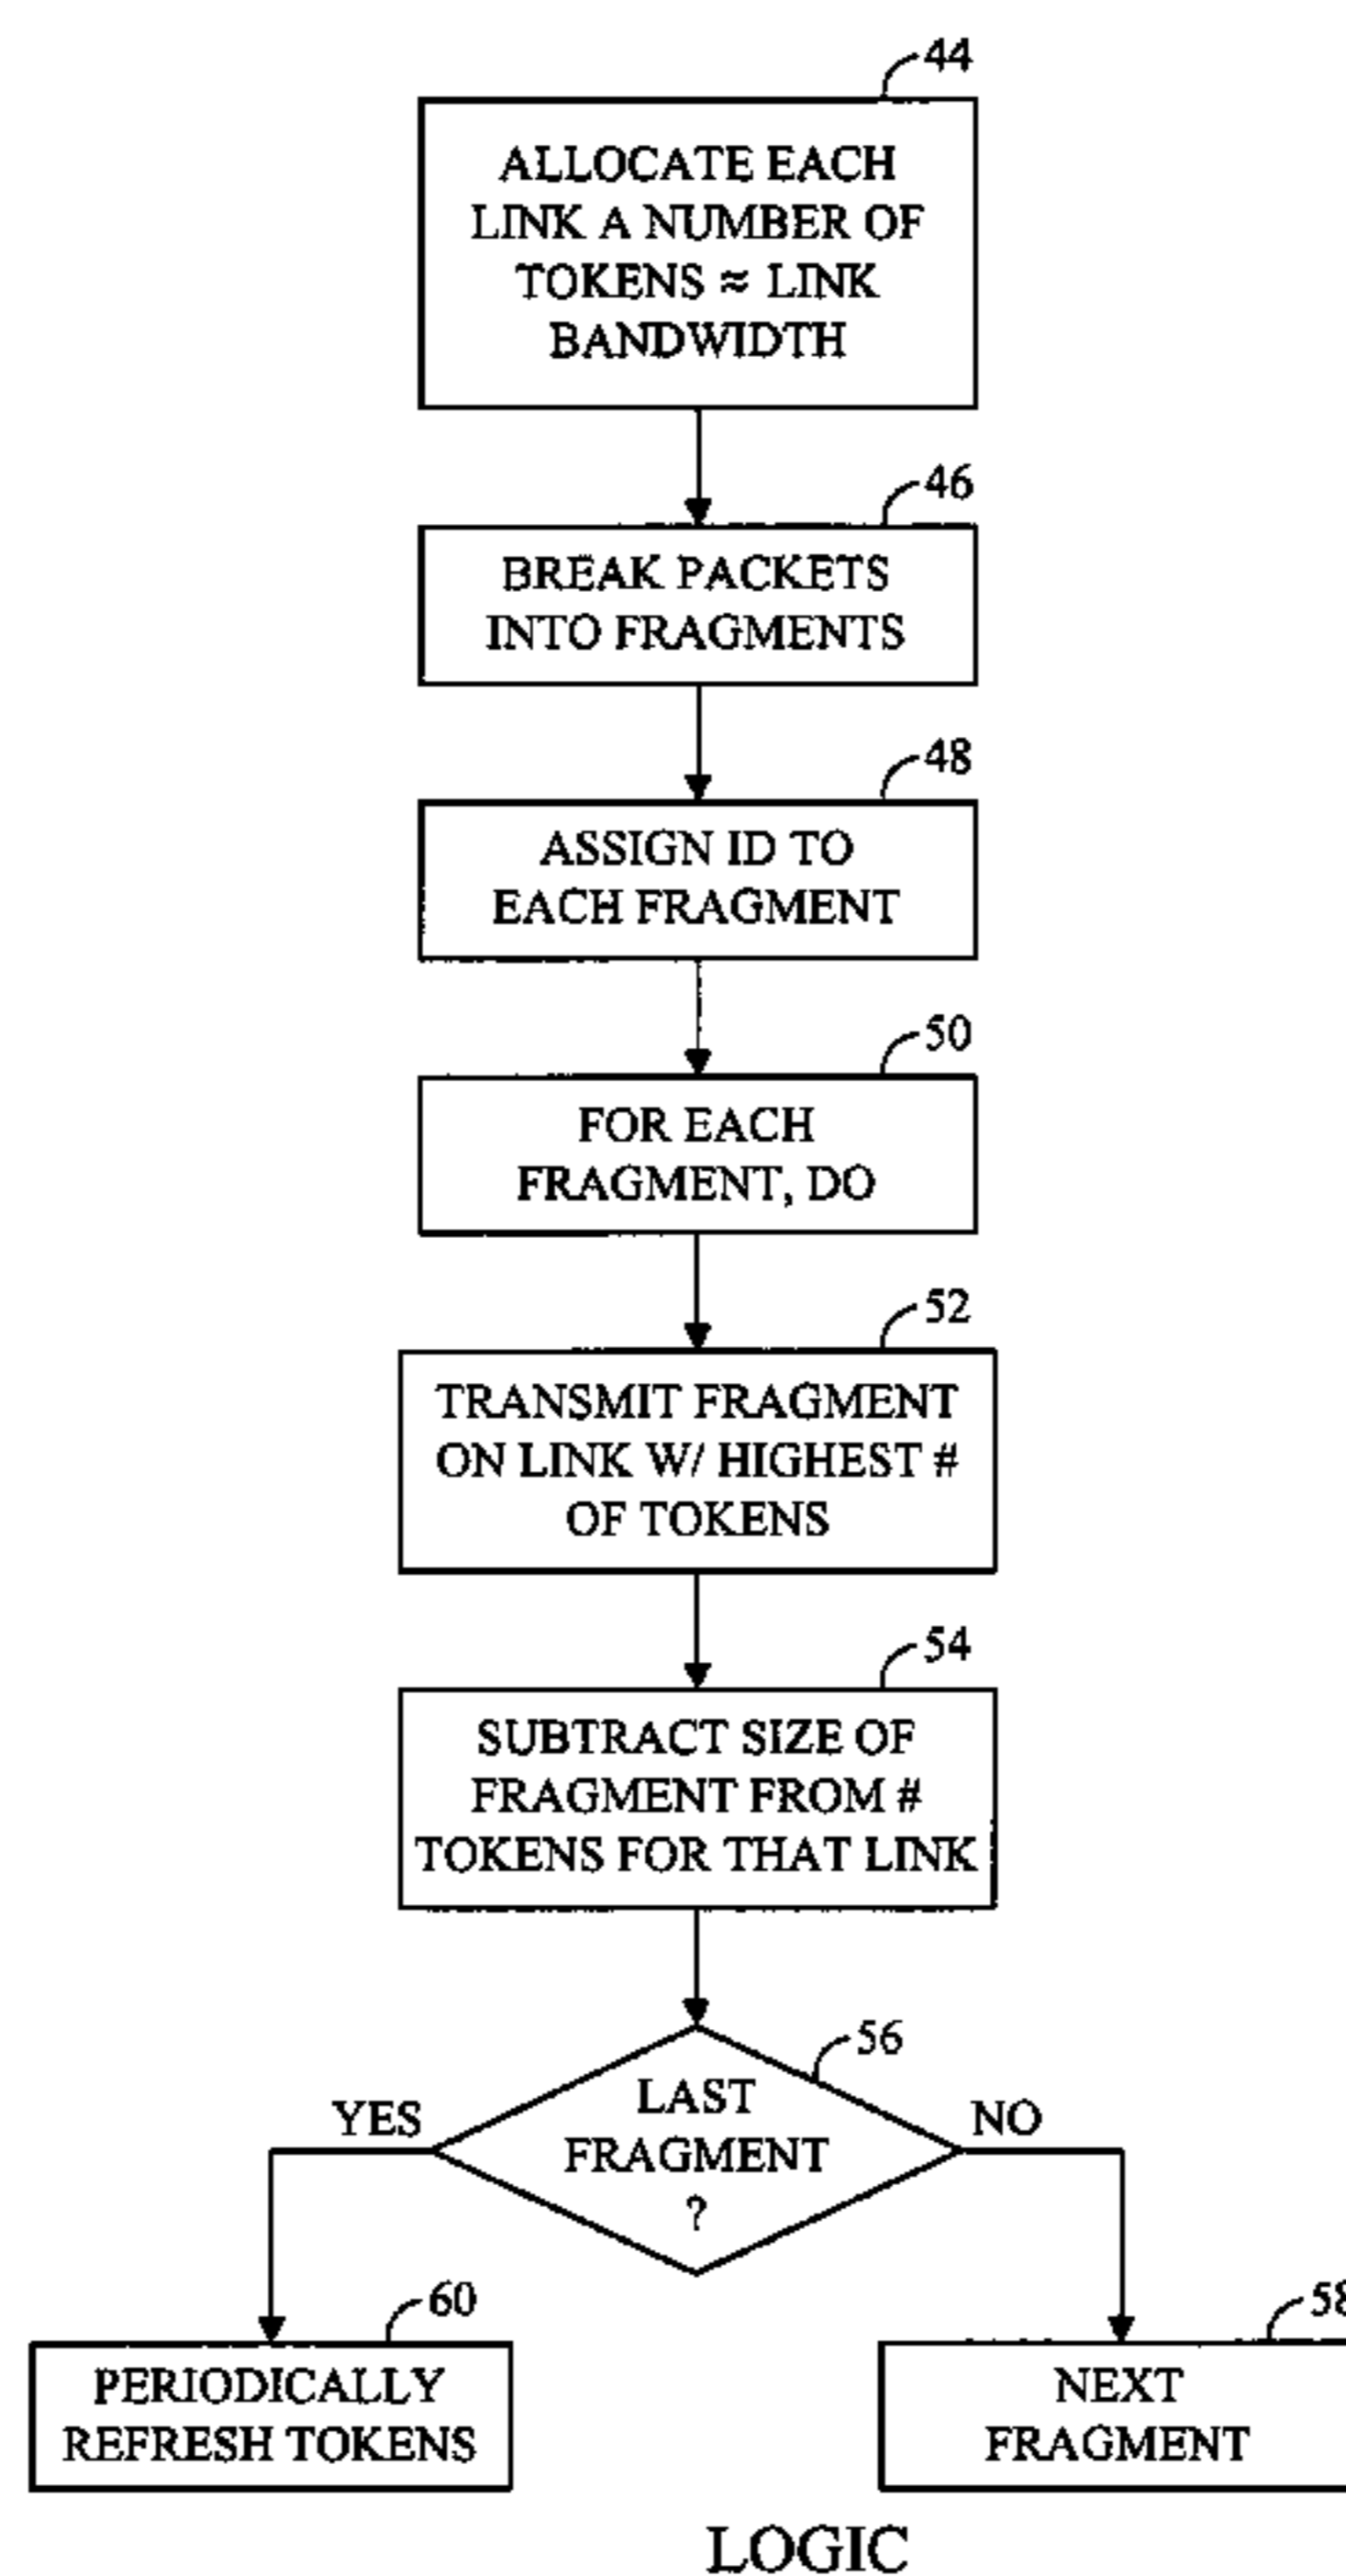 44
ALLOCATE EACH
LINK A NUMBER OF
TOKENS ≈ LINK
BANDWIDTH
46
BREAK PACKETS
INTO FRAGMENTS
48
ASSIGN ID TO
EACH FRAGMENT
50
FOR EACH
FRAGMENT, DO
52
TRANSMIT FRAGMENT
ON LINK W/ HIGHEST #
OF TOKENS
54
SUBTRACT SIZE OF
FRAGMENT FROM #
TOKENS FOR THAT LINK
56
LAST
FRAGMENT
?
YES
NO
60
PERIODICALLY
REFRESH TOKENS
58
NEXT
FRAGMENT
LOGIC